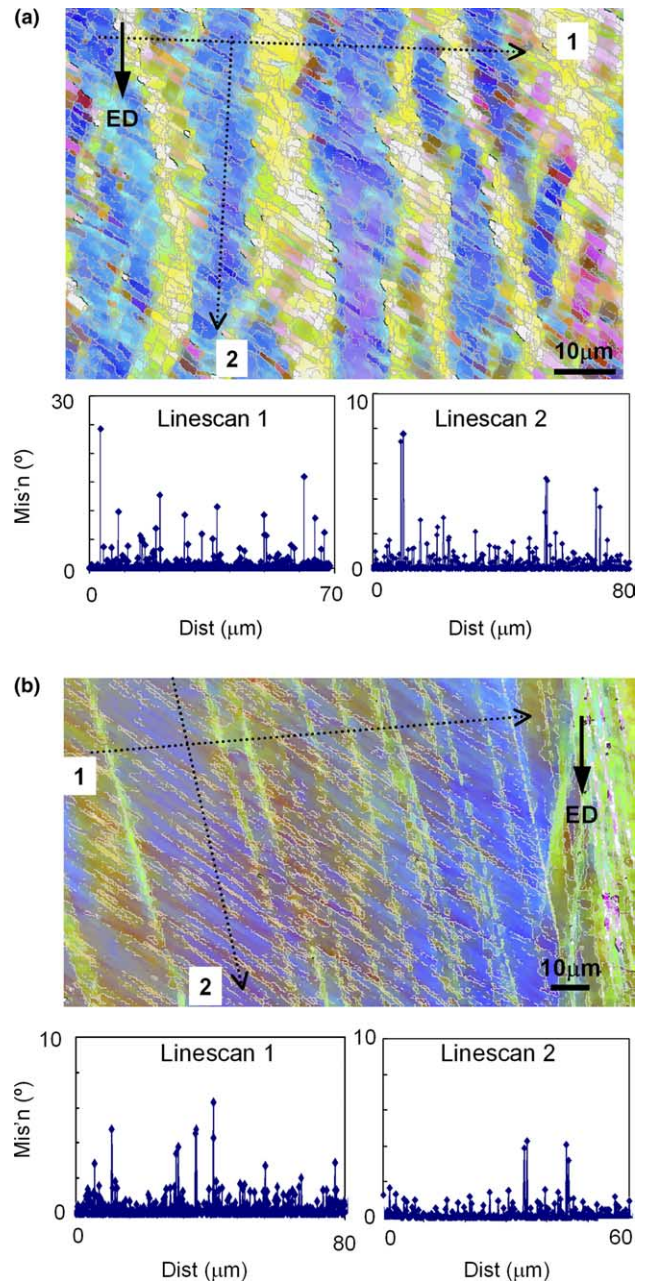 (a)
1
ED
2
10μm
30
Linescan 1
10
Linescan 2
Mis'n (º)
0
0
0
70
0
80
Dist (μm)
Dist (μm)
(b)
1
ED
2
10μm
10
Linescan 1
10
Linescan 2
Mis'n (º)
0
0
0
80
60
Dist (μm)
Dist (μm)